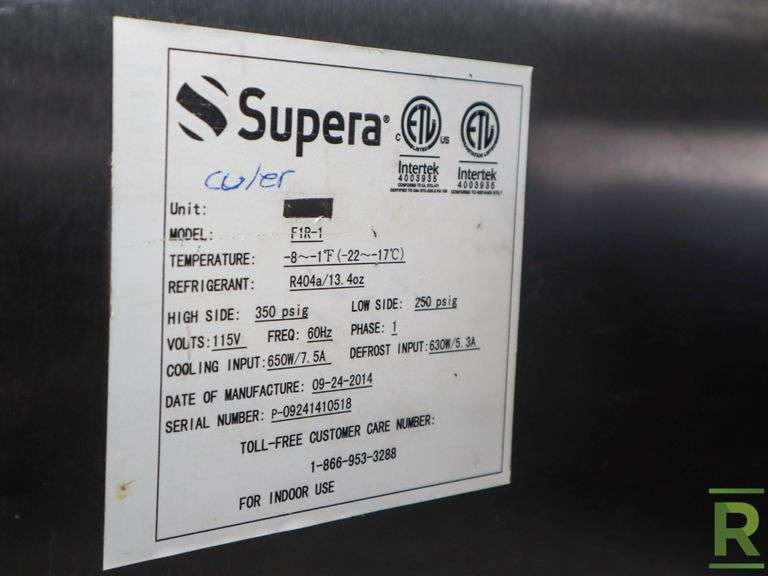 Supera®
C ETL US
LISTED
Intertek
4003935
ETL
Intertek
4003935
culer
Unit:
MODEL: F1R-1
TEMPERATURE: -8~-1℉(-22~-17℃)
REFRIGERANT: R404a/13.4oz
HIGH SIDE: 350 psig LOW SIDE: 250 psig
VOLTS:115V FREQ: 60Hz PHASE: 1
COOLING INPUT:650W/7.5A DEFROST INPUT:630W/5.3A
DATE OF MANUFACTURE: 09-24-2014
SERIAL NUMBER: P-09241410518
TOLL-FREE CUSTOMER CARE NUMBER:
1-866-953-3288
FOR INDOOR USE
R